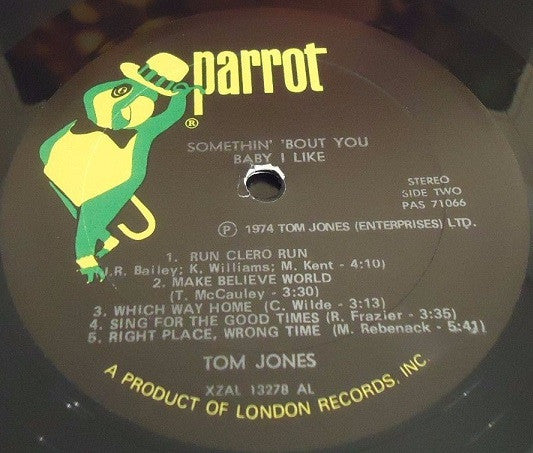 parrot
®
SOMETHIN' 'BOUT YOU
BABY I LIKE
STEREO
SIDE TWO
PAS 71066
Ⓟ 1974 TOM JONES (ENTERPRISES) LTD.
1. RUN CLERO RUN
(J.R. Bailey; K. Williams; M. Kent - 4:10)
2. MAKE BELIEVE WORLD
(T. McCauley - 3:30)
3. WHICH WAY HOME (C. Wilde - 3:13)
4. SING FOR THE GOOD TIMES (R. Frazier - 3:35)
5. RIGHT PLACE, WRONG TIME (M. Rebenack - 5:41)
TOM JONES
XZAL 13278 AL
A PRODUCT OF LONDON RECORDS, INC.